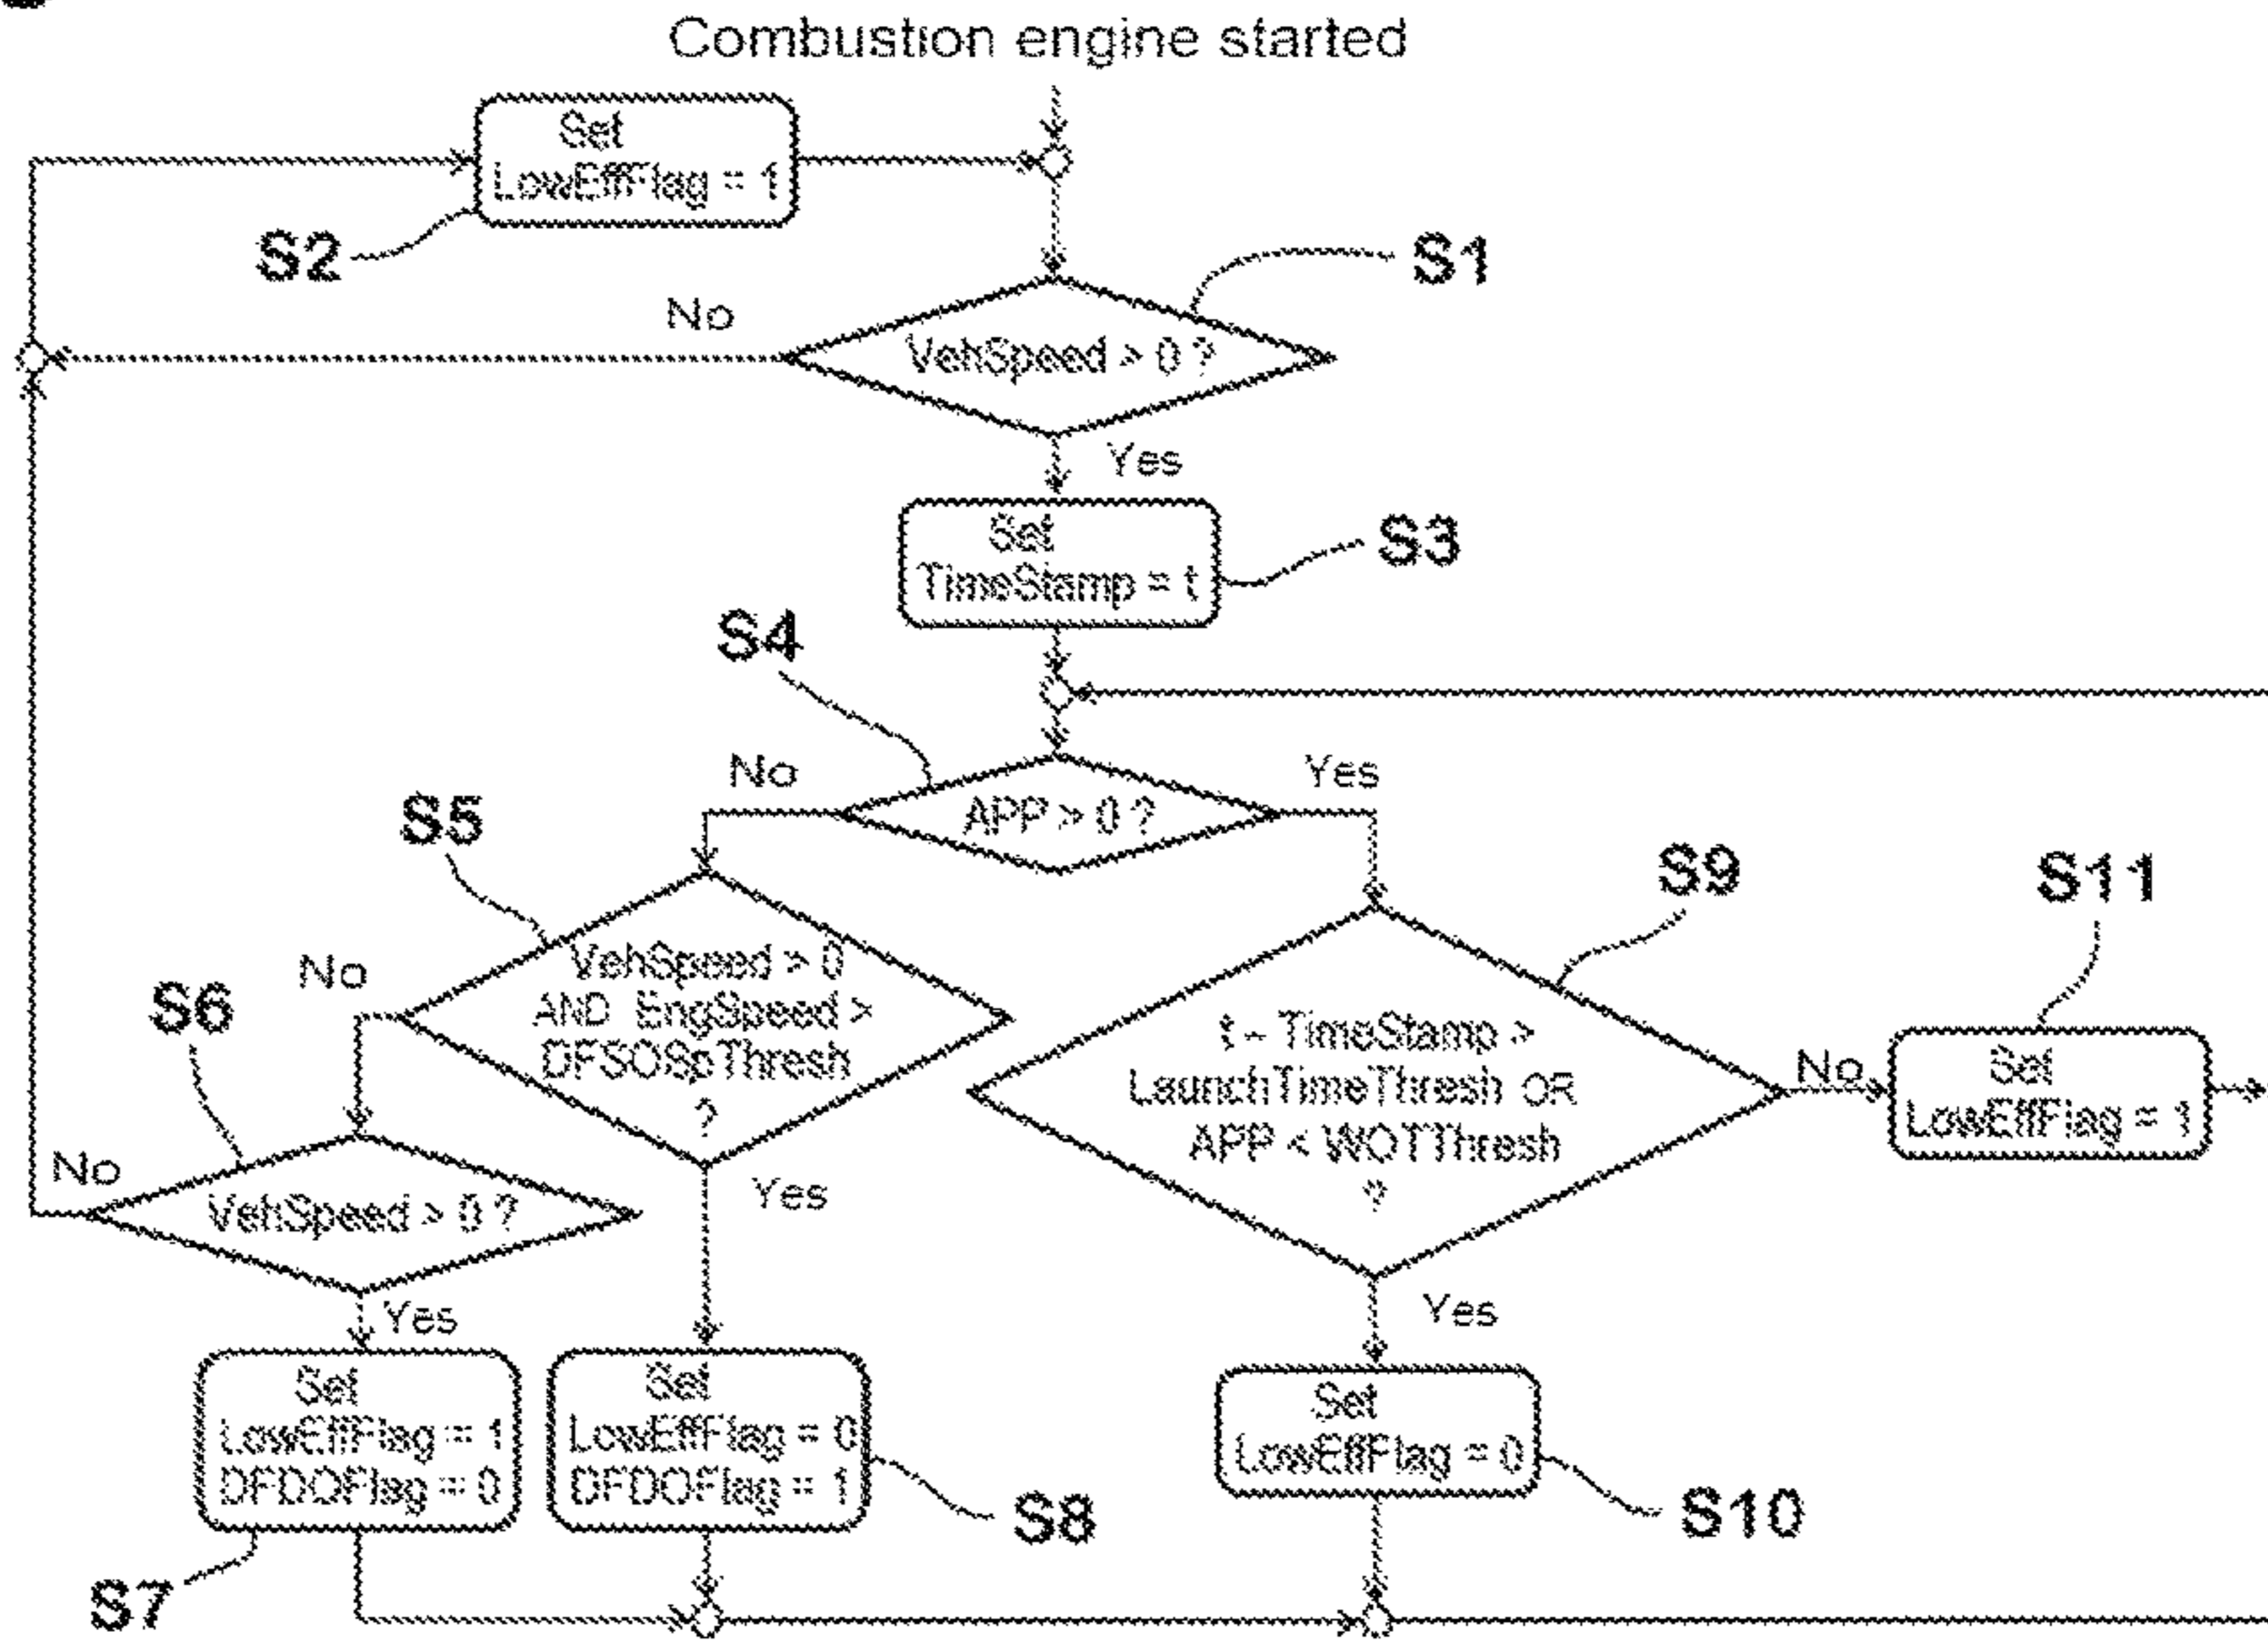 Combustion engine started
Set
LowEffFlag = 1
S2
S1
No
VehSpeed > 0 ?
Yes
Set
TimeStamp = t
S3
S4
No
Yes
APP > 0 ?
S5
S9
S11
No
VehSpeed > 0
AND EngSpeed >
DFSOSpThresh
?
S6
t – TimeStamp >
LaunchTimeThresh OR
APP < WOTThresh
?
No
Set
LowEffFlag = 1
No
VehSpeed > 0 ?
Yes
Yes
Yes
Set
LowEffFlag = 1
DFDOFlag = 0
Set
LowEffFlag = 0
DFDOFlag = 1
Set
LowEffFlag = 0
S7
S8
S10